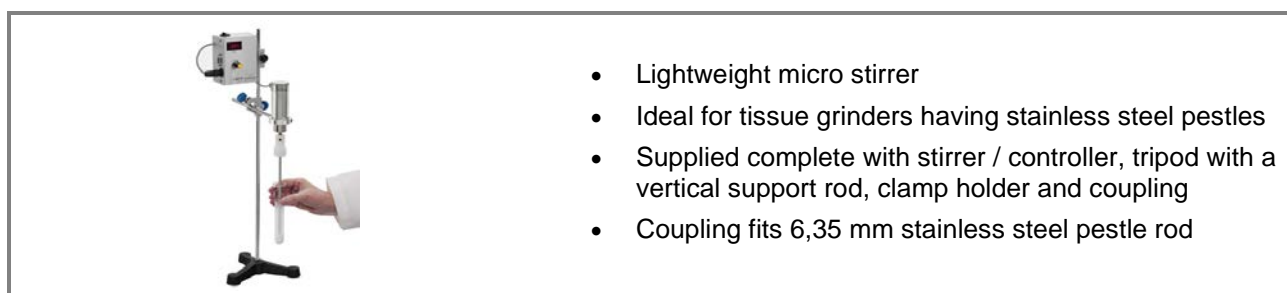 • Lightweight micro stirrer
• Ideal for tissue grinders having stainless steel pestles
• Supplied complete with stirrer / controller, tripod with a
vertical support rod, clamp holder and coupling
• Coupling fits 6,35 mm stainless steel pestle rod